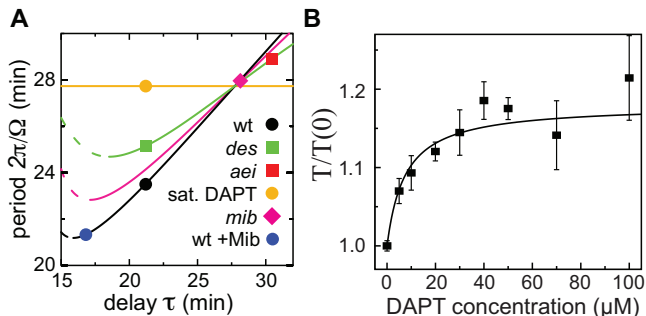 A
B
period 2π/Ω (min)
28
24
20
15
20
25
30
delay τ (min)
wt
des
aei
sat. DAPT
mib
wt +Mib
T/T(0)
1.2
1.1
1.0
0
20
40
60
80
100
DAPT concentration (µM)